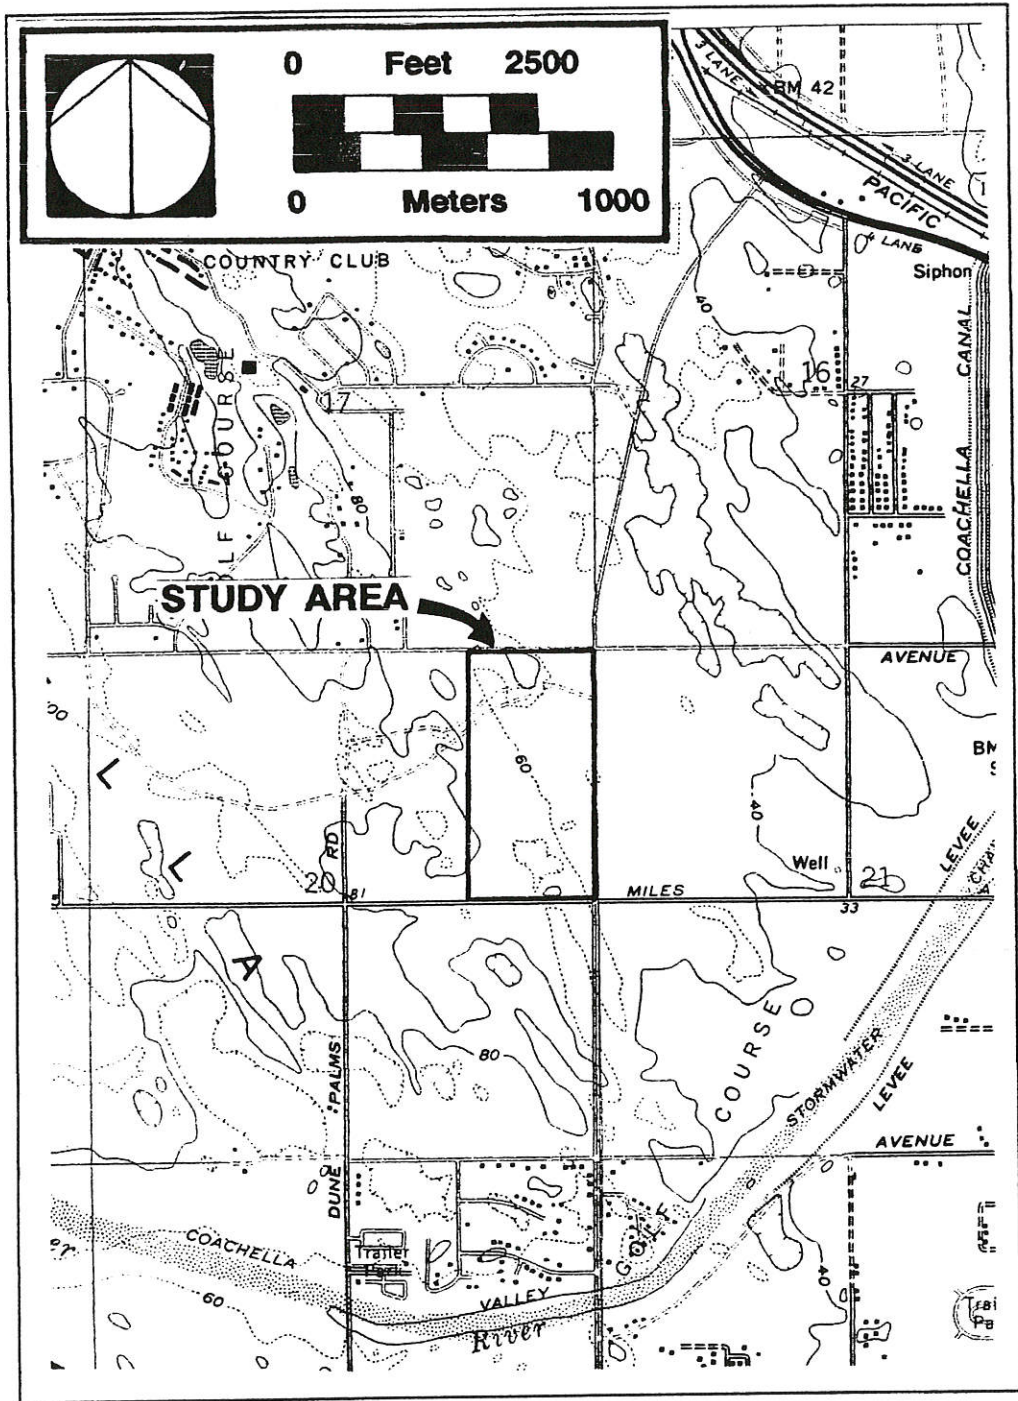 0 Feet 2500
0 Meters 1000
3 LANE
BM 42
3 LANE
PACIFIC
4 LANE
Siphon
COUNTRY CLUB
COACHELLA CANAL
40
16
27
17
GOLF COURSE
80
STUDY AREA
AVENUE
60
40
BM
L
L
RD
20
81
Well
21
LEVEE
MILES
33
A
80
COURSE
STORMWATER
LEVEE
PALMS
AVENUE
DUNE
GOLF
COACHELLA
Trailer
Park
VALLEY
River
60
40